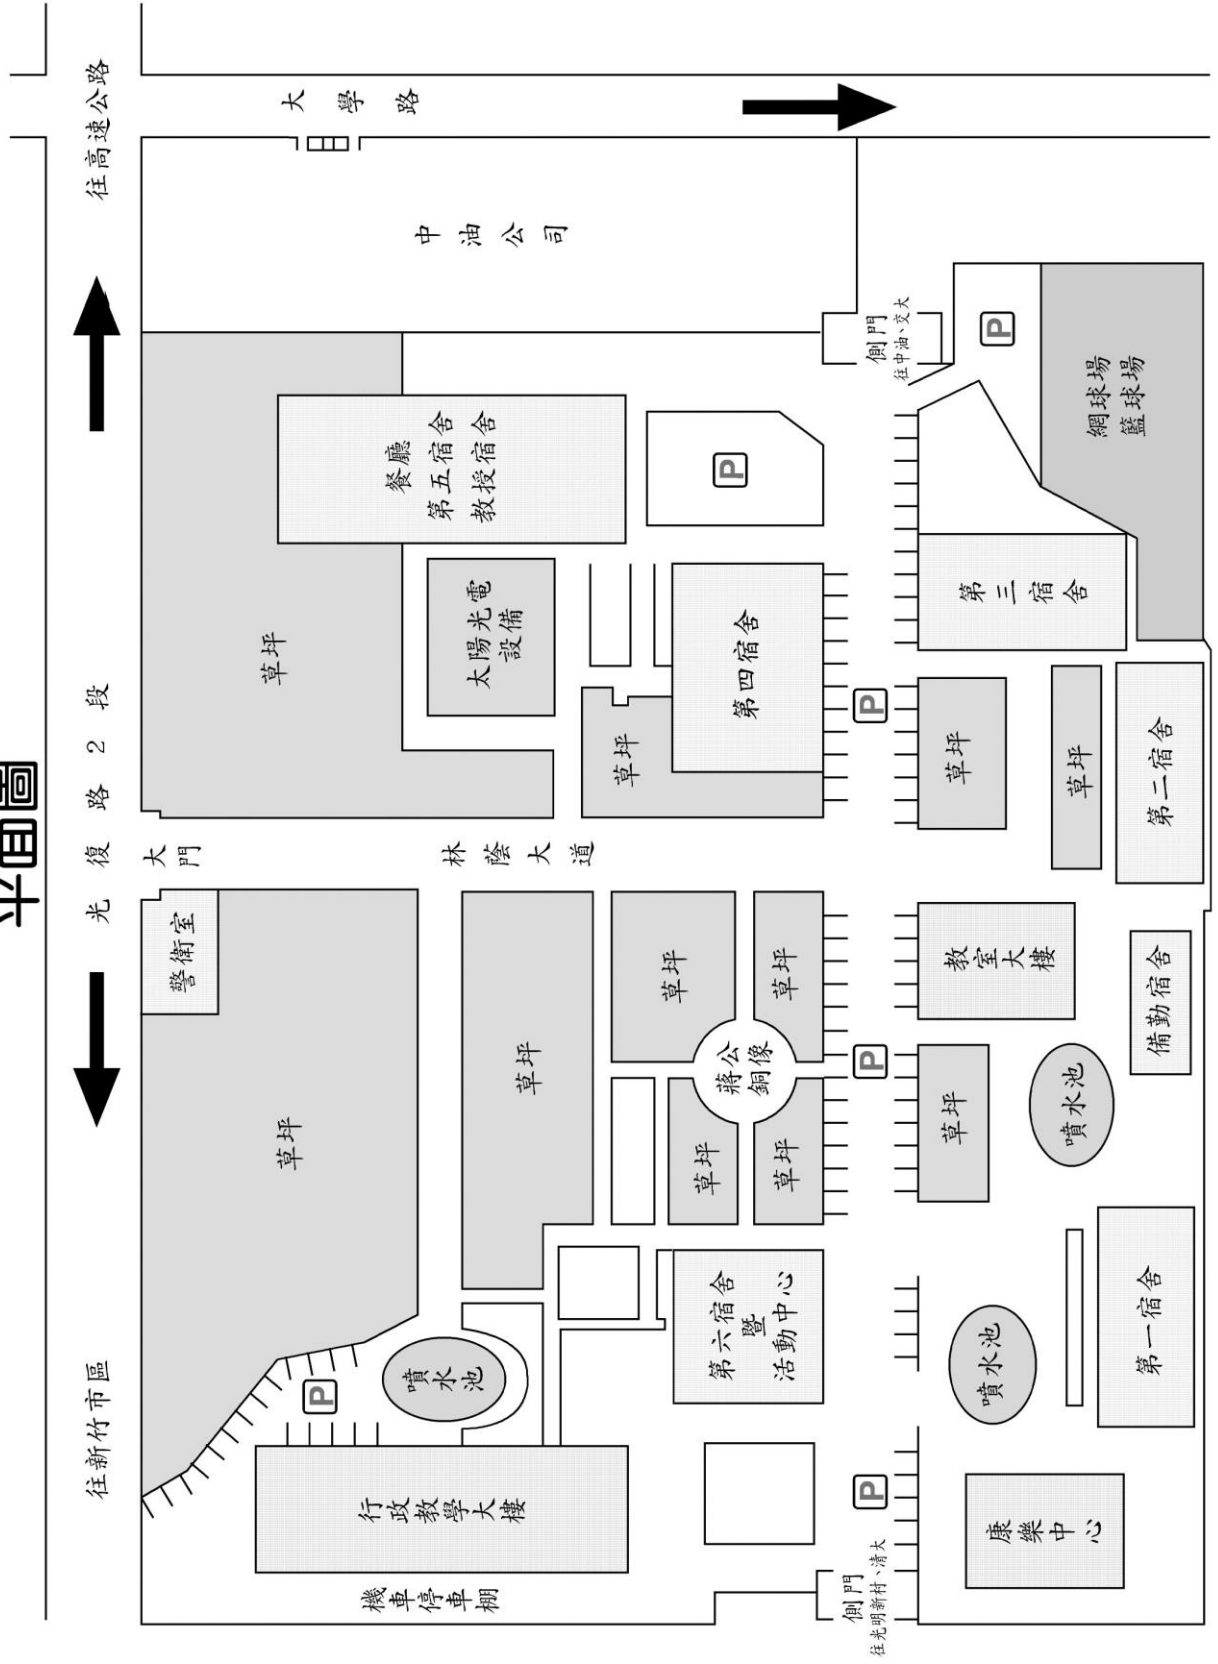 往新竹市區
光復路2段
往高速公路
大學路
大門
警衛室
林蔭大道
中油公司
草坪
草坪
餐廳
第五宿舍
教授宿舍
太陽光電
設備
P
噴水池
行政教學大樓
機車停車棚
草坪
草坪
第四宿舍
P
草坪
草坪
草坪
草坪
蔣公
銅像
第六宿舍
暨
活動中心
側門
往光明新村、清大
P
P
P
側門
往中油、交大
P
康樂中心
噴水池
第一宿舍
草坪
噴水池
教室大樓
備勤宿舍
草坪
草坪
第二宿舍
第三宿舍
網球場
籃球場